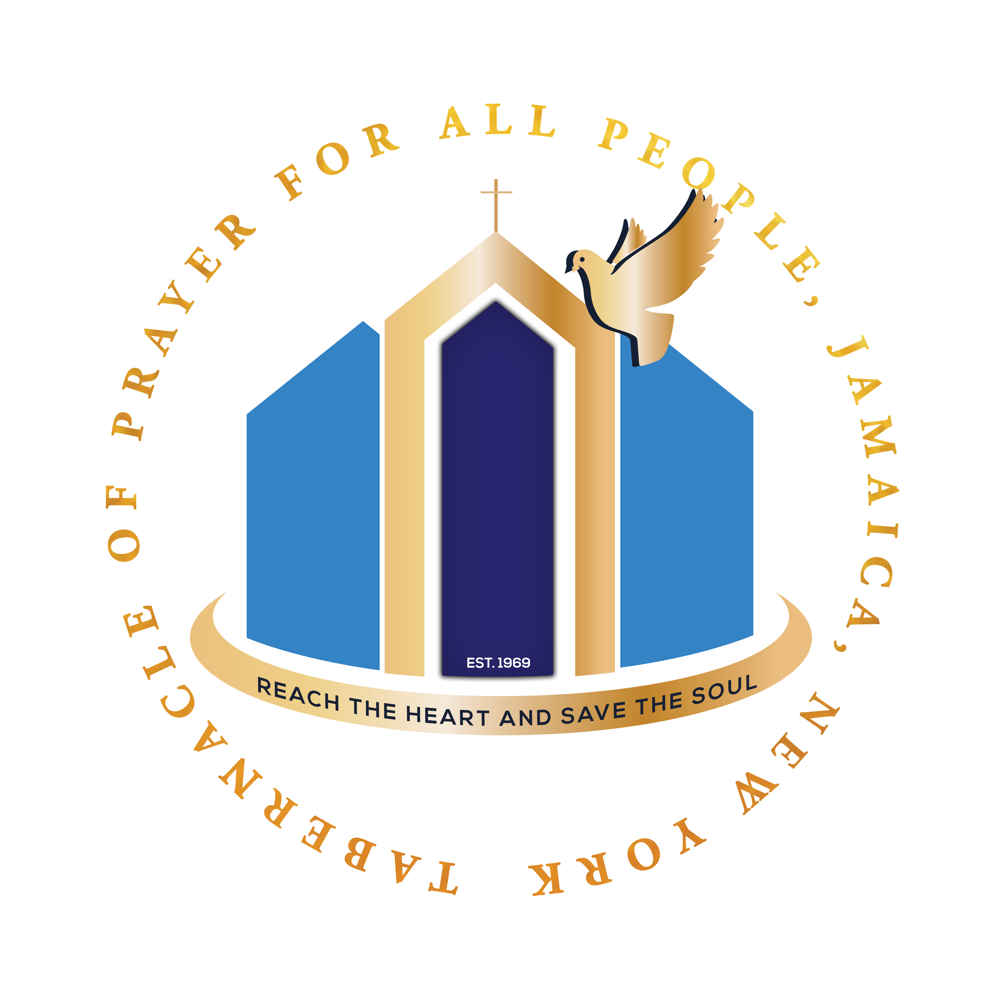 TABERNACLE OF PRAYER FOR ALL PEOPLE, JAMAICA, NEW YORK
EST.1969
REACH THE HEART AND SAVE THE SOUL